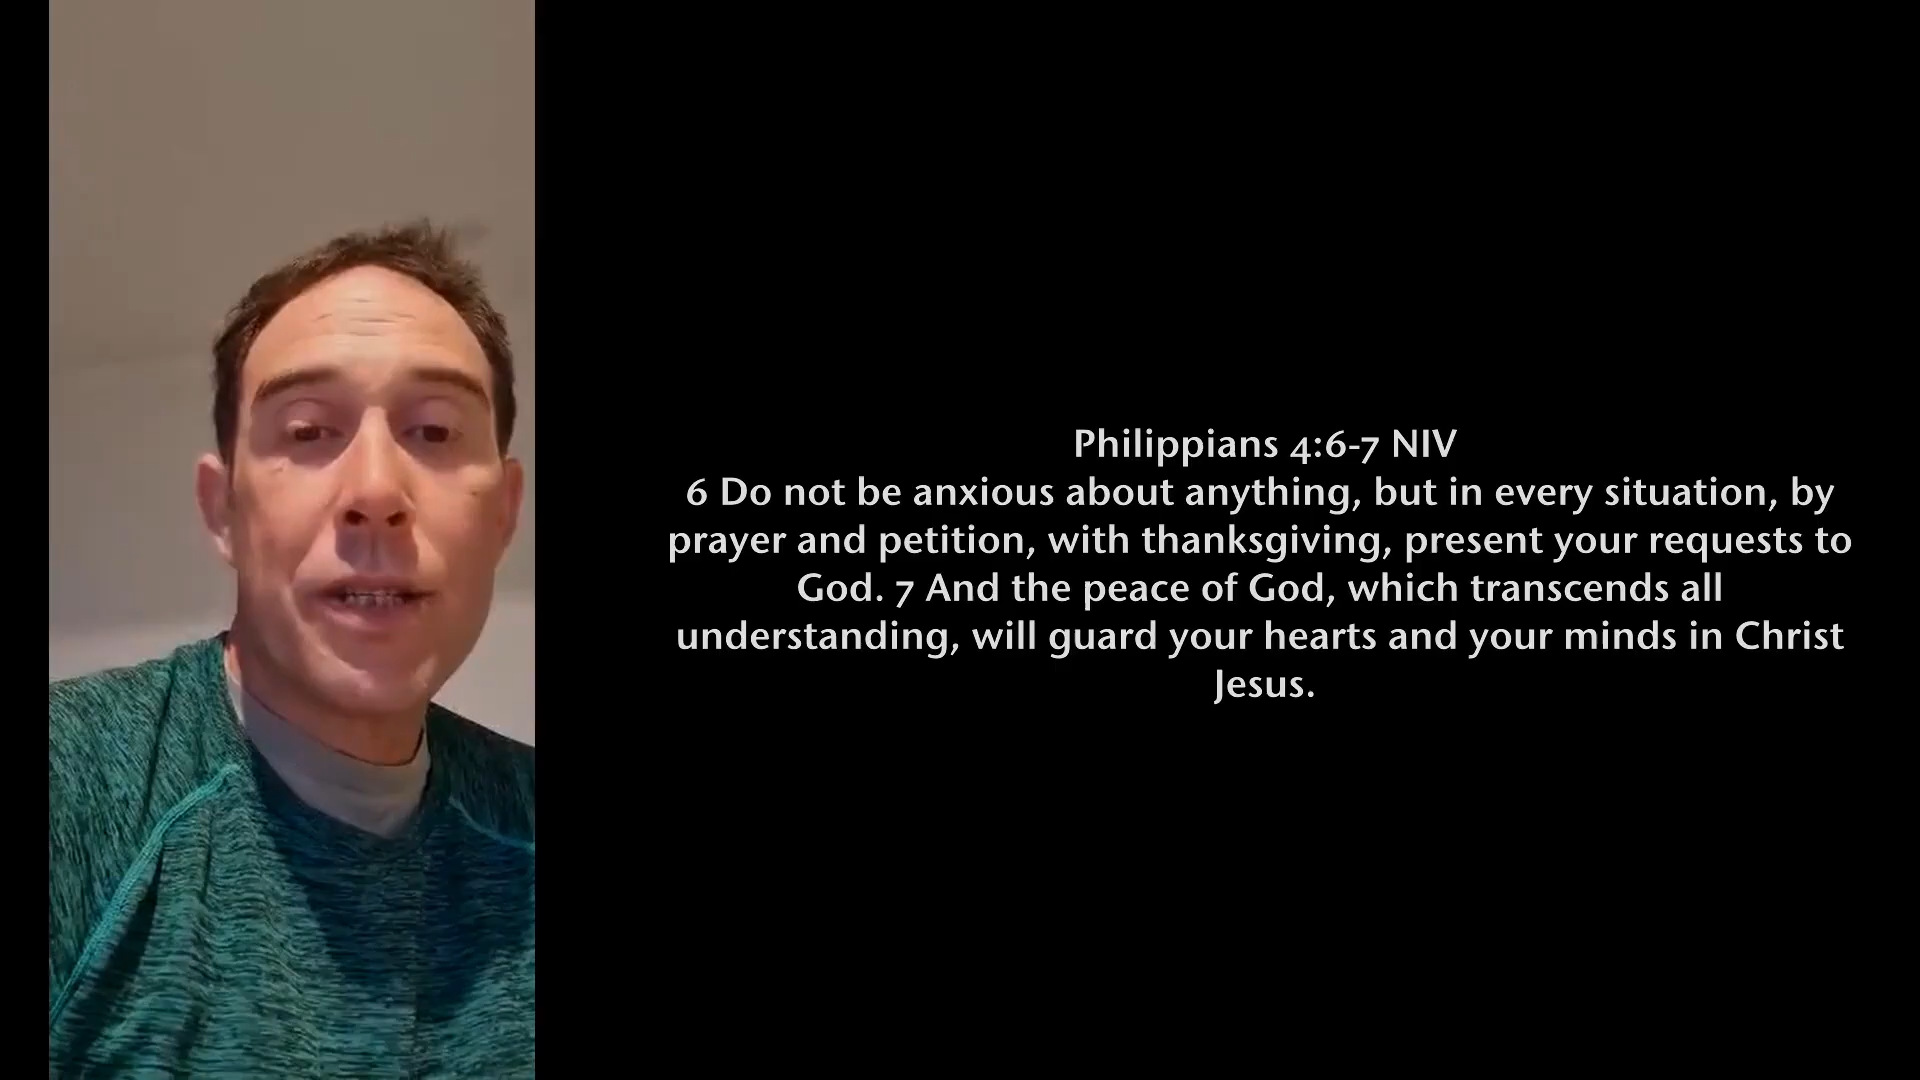 Philippians 4:6-7 NIV
6 Do not be anxious about anything, but in every situation, by
prayer and petition, with thanksgiving, present your requests to
God. 7 And the peace of God, which transcends all
understanding, will guard your hearts and your minds in Christ
Jesus.